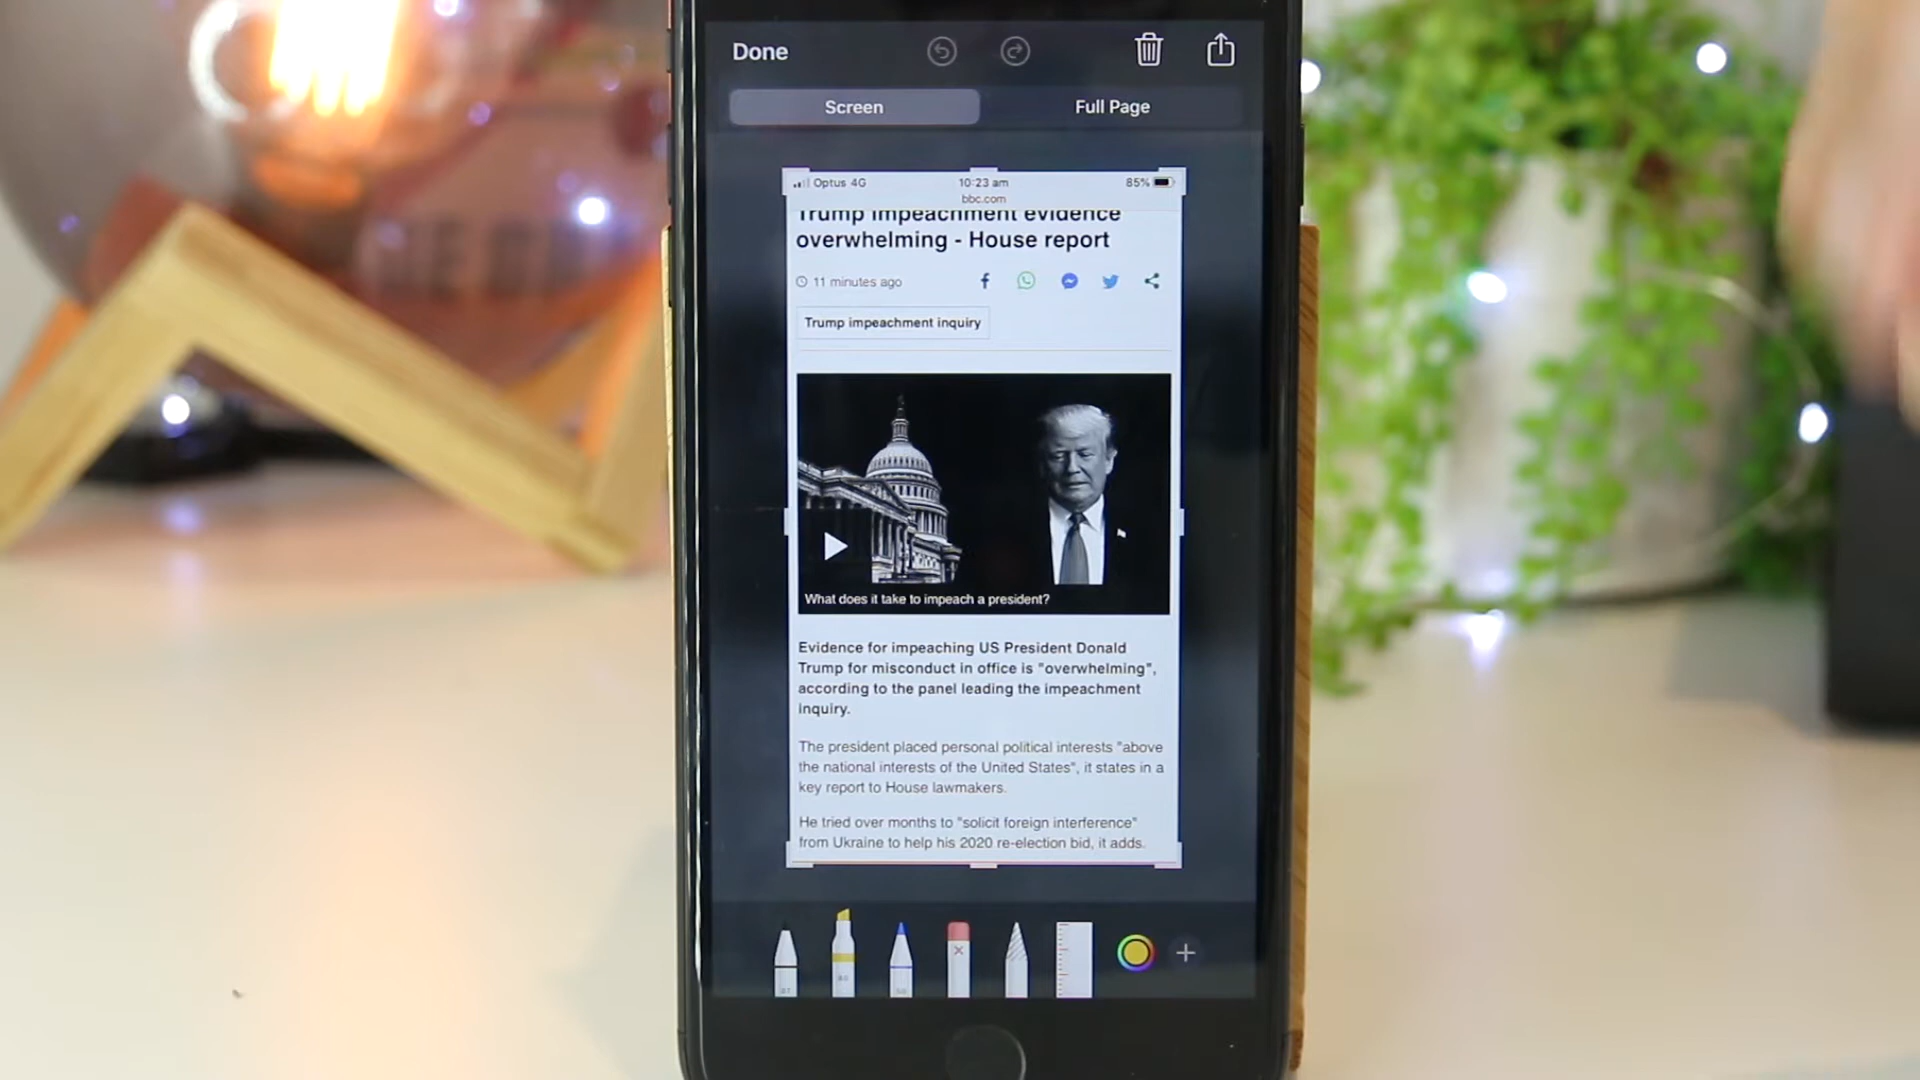 Done
Screen
Full Page
Optus 4G
10:23 am
85%
bbc.com
Trump impeachment evidence
overwhelming - House report
11 minutes ago
Trump impeachment inquiry
What does it take to impeach a president?
Evidence for impeaching US President Donald
Trump for misconduct in office is "overwhelming",
according to the panel leading the impeachment
inquiry.
The president placed personal political interests "above
the national interests of the United States", it states in a
key report to House lawmakers.
He tried over months to "solicit foreign interference"
from Ukraine to help his 2020 re-election bid, it adds.